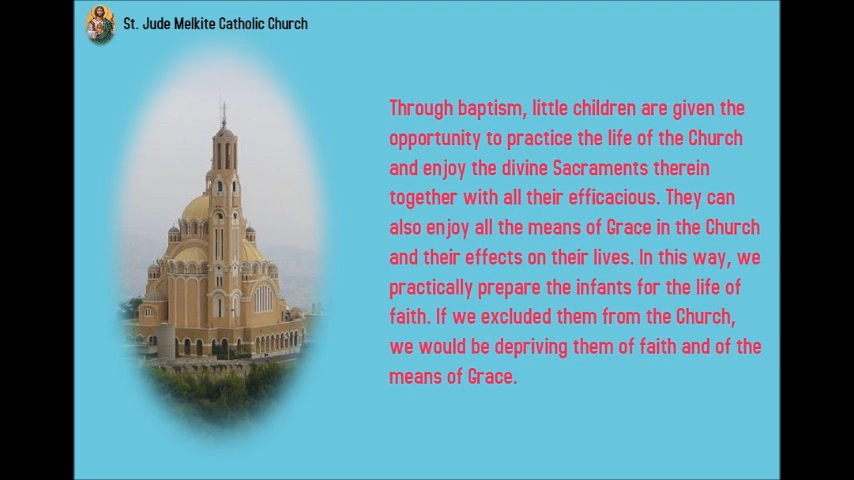 St. Jude Melkite Catholic Church
Through baptism, little children are given the
opportunity to practice the life of the Church
and enjoy the divine Sacraments therein
together with all their efficacious. They can
also enjoy all the means of Grace in the Church
and their effects on their lives. In this way, we
practically prepare the infants for the life of
faith. If we excluded them from the Church,
we would be depriving them of faith and of the
means of Grace.